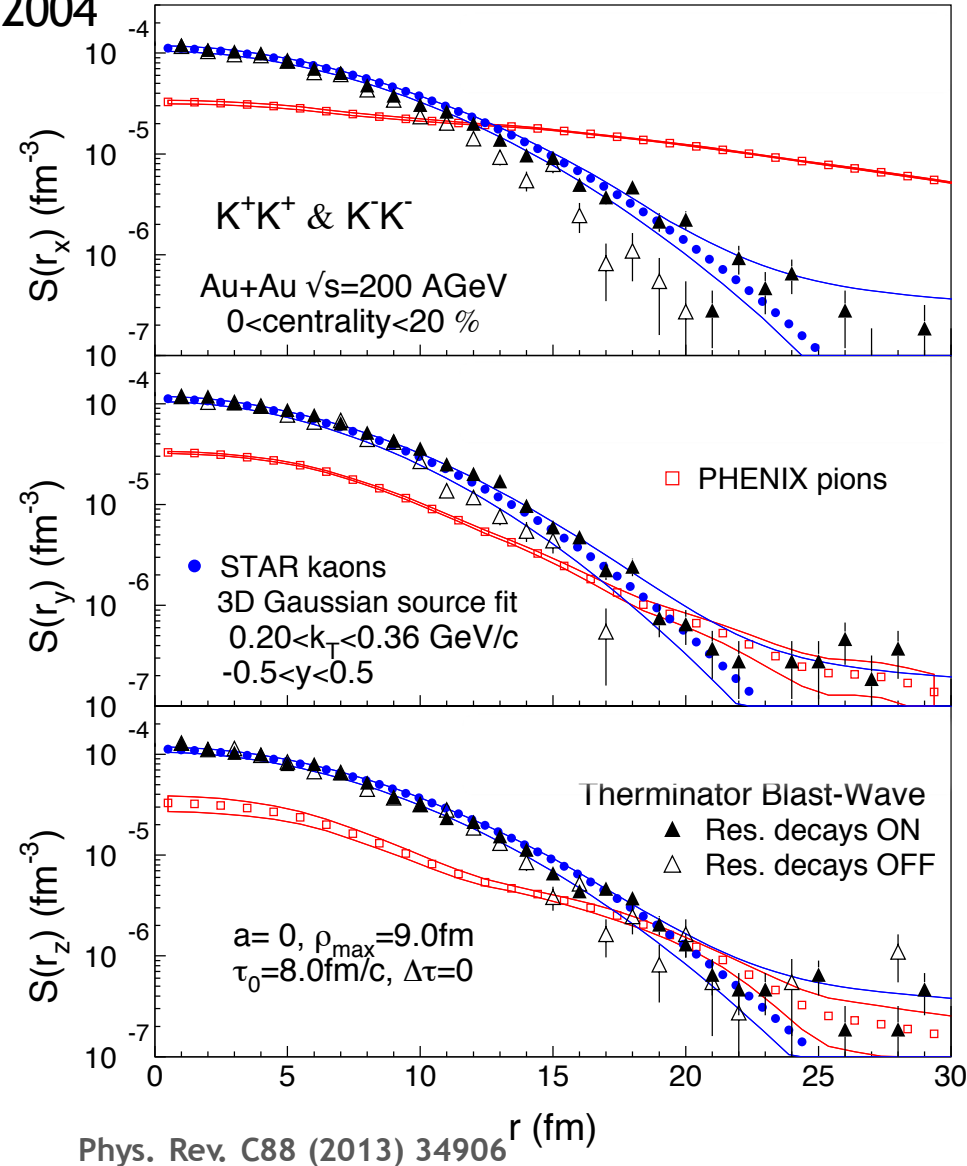 2004
10 -4
10 -5
10 -6
10 -7
S(r_x) (fm^-3)
K⁺K⁺ & K⁻K⁻
Au+Au √s=200 AGeV
0<centrality<20 %
10 -4
10 -5
10 -6
10 -7
S(r_y) (fm^-3)
PHENIX pions
STAR kaons
3D Gaussian source fit
0.20<k_T<0.36 GeV/c
-0.5<y<0.5
10 -4
10 -5
10 -6
10 -7
S(r_z) (fm^-3)
Therminator Blast-Wave
Res. decays ON
Res. decays OFF
a= 0, ρ_max=9.0fm
τ_0=8.0fm/c, Δτ=0
0 5 10 15 20 25 30
r (fm)
Phys. Rev. C88 (2013) 34906